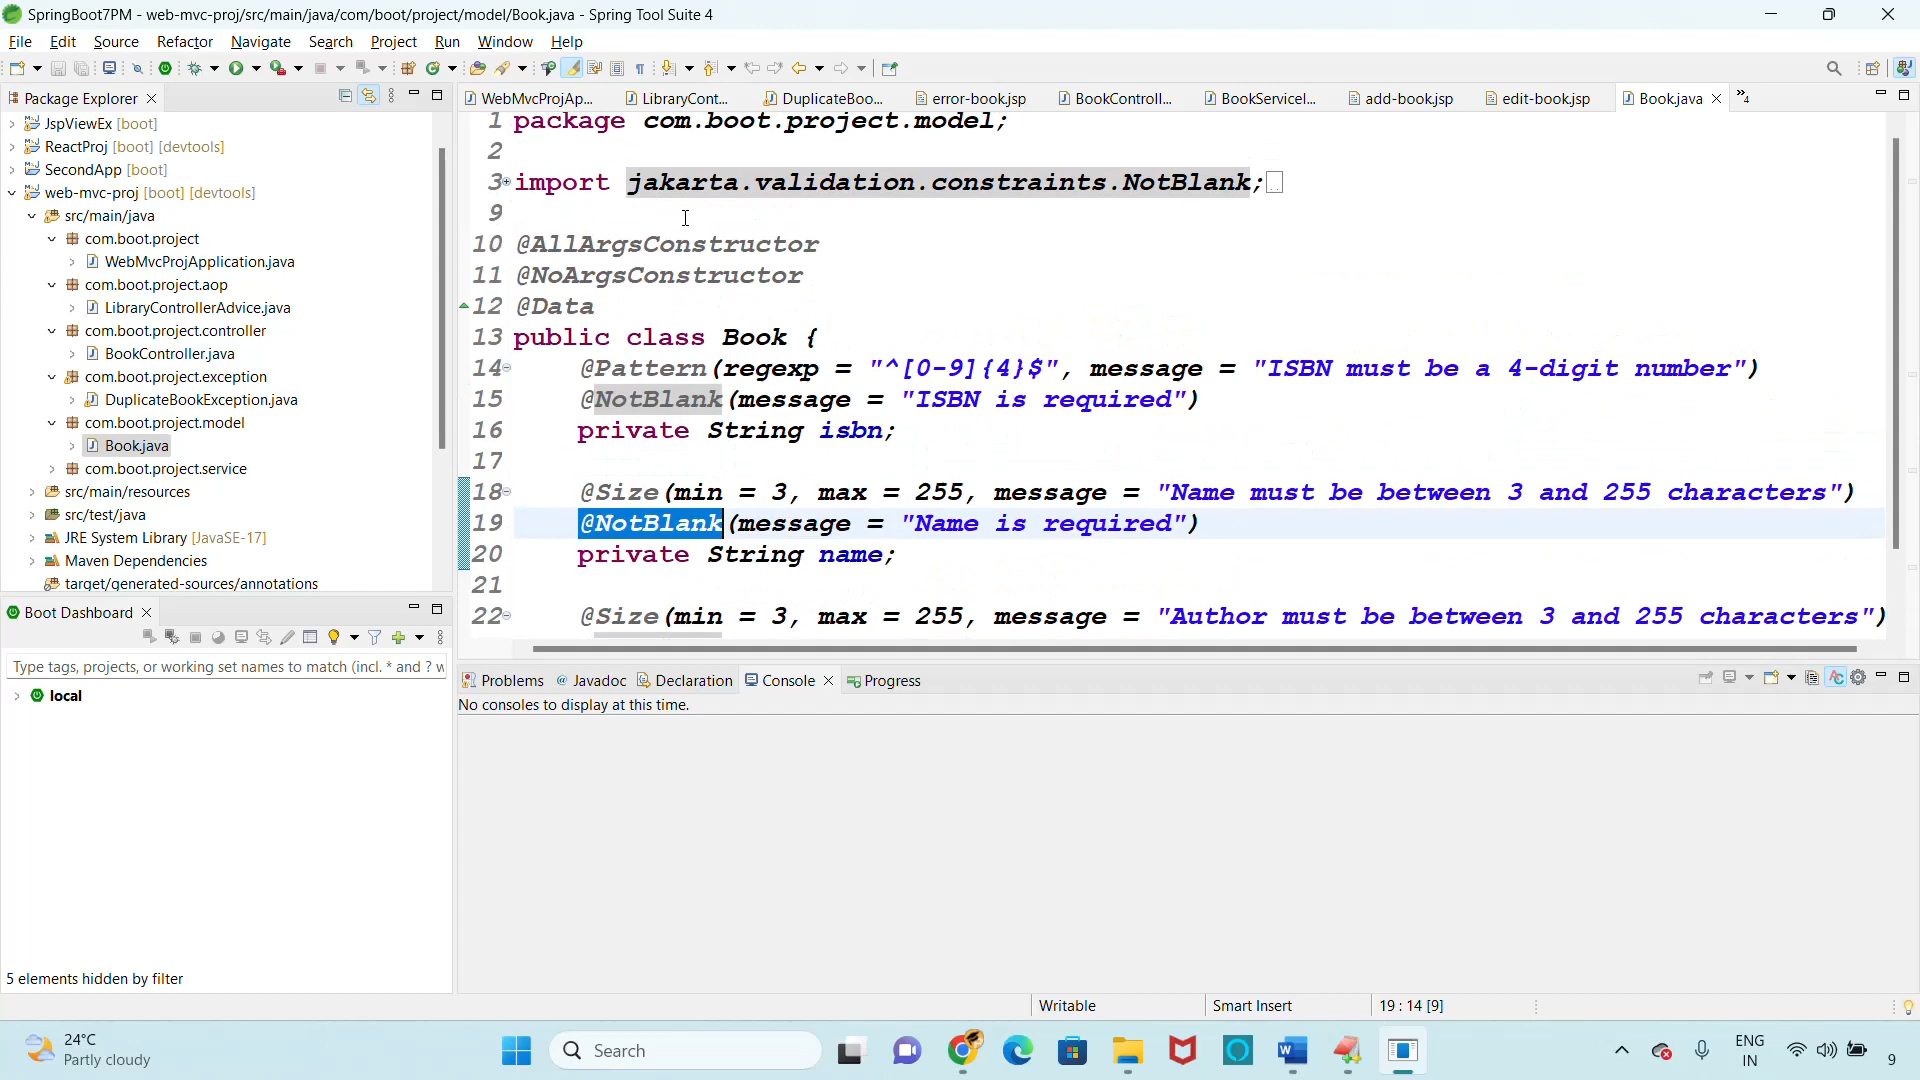 SpringBoot7PM - web-mvc-proj/src/main/java/com/boot/project/model/Book.java - Spring Tool Suite 4
File Edit Source Refactor Navigate Search Project Run Window Help
Package Explorer
JspViewEx [boot]
ReactProj [boot] [devtools]
SecondApp [boot]
web-mvc-proj [boot] [devtools]
src/main/java
com.boot.project
WebMvcProjApplication.java
com.boot.project.aop
LibraryControllerAdvice.java
com.boot.project.controller
BookController.java
com.boot.project.exception
DuplicateBookException.java
com.boot.project.model
Book.java
com.boot.project.service
src/main/resources
src/test/java
JRE System Library [JavaSE-17]
Maven Dependencies
target/generated-sources/annotations
Boot Dashboard
Type tags, projects, or working set names to match (incl. * and ? w
local
5 elements hidden by filter
WebMvcProjAp... LibraryCont... DuplicateBoo... error-book.jsp BookControll... BookServiceI... add-book.jsp edit-book.jsp Book.java »4
1 package com.boot.project.model;
2
3 import jakarta.validation.constraints.NotBlank;
9
10 @AllArgsConstructor
11 @NoArgsConstructor
12 @Data
13 public class Book {
14 @Pattern(regexp = "^[0-9]{4}$", message = "ISBN must be a 4-digit number")
15 @NotBlank(message = "ISBN is required")
16 private String isbn;
17
18 @Size(min = 3, max = 255, message = "Name must be between 3 and 255 characters")
19 @NotBlank(message = "Name is required")
20 private String name;
21
22 @Size(min = 3, max = 255, message = "Author must be between 3 and 255 characters")
Problems @ Javadoc Declaration Console Progress
No consoles to display at this time.
Writable Smart Insert 19 : 14 [9]
24°C
Partly cloudy
Search
ENG
IN
9